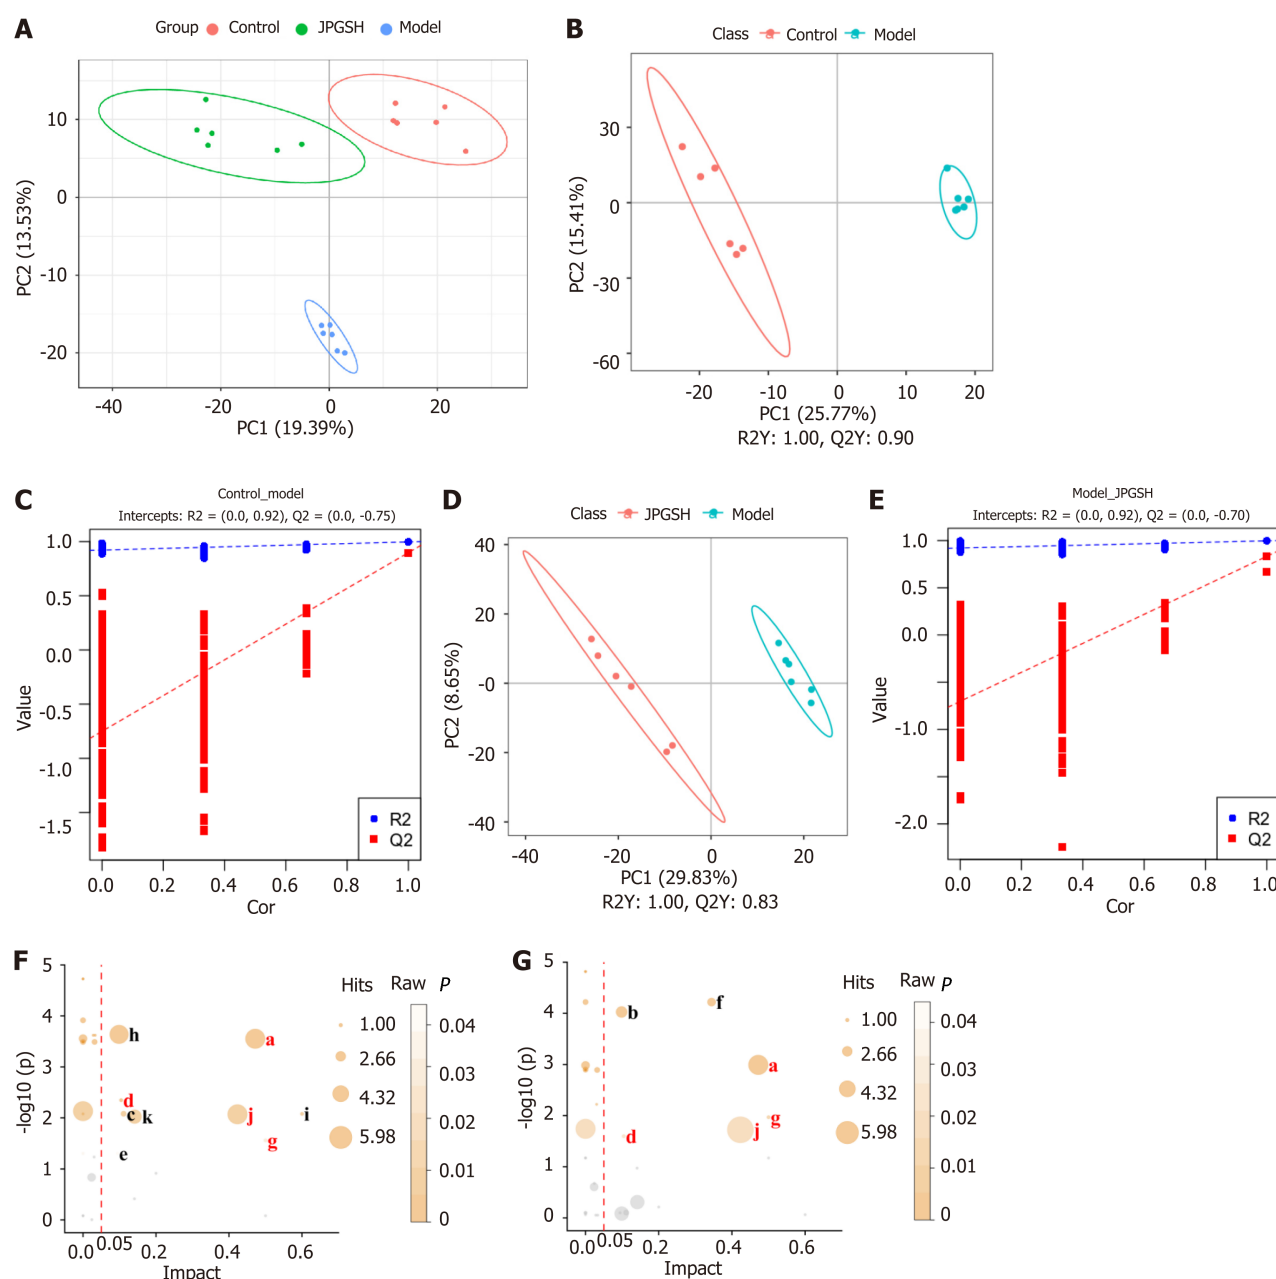 A
Group Control JPGSH Model
10
0
-10
-20
PC2 (13.53%)
-40 -20 0 20
PC1 (19.39%)
B
Class Control Model
30
0
-30
-60
PC2 (15.41%)
-20 -10 0 10 20
PC1 (25.77%)
R2Y: 1.00, Q2Y: 0.90
C
Control_model
Intercepts: R2 = (0.0, 0.92), Q2 = (0.0, -0.75)
1.0
0.5
0.0
-0.5
-1.0
-1.5
Value
R2
Q2
0.0 0.2 0.4 0.6 0.8 1.0
Cor
D
Class JPGSH Model
40
20
-0
-20
-40
PC2 (8.65%)
-40 -20 0 20
PC1 (29.83%)
R2Y: 1.00, Q2Y: 0.83
E
Model_JPGSH
Intercepts: R2 = (0.0, 0.92), Q2 = (0.0, -0.70)
1.0
0.5
0.0
-1.0
-2.0
Value
R2
Q2
0.0 0.2 0.4 0.6 0.8 1.0
Cor
F
5
4
3
2
1
0
-log10 (p)
h
a
d
c k
j
i
g
e
0.0 0.05 0.2 0.4 0.6
Impact
Hits
1.00
2.66
4.32
5.98
Raw P
0.04
0.03
0.02
0.01
0
G
5
4
3
2
1
0
-log10 (p)
b
f
a
g
d
j
0.0 0.05 0.2 0.4 0.6
Impact
Hits
1.00
2.66
4.32
5.98
Raw P
0.04
0.03
0.02
0.01
0